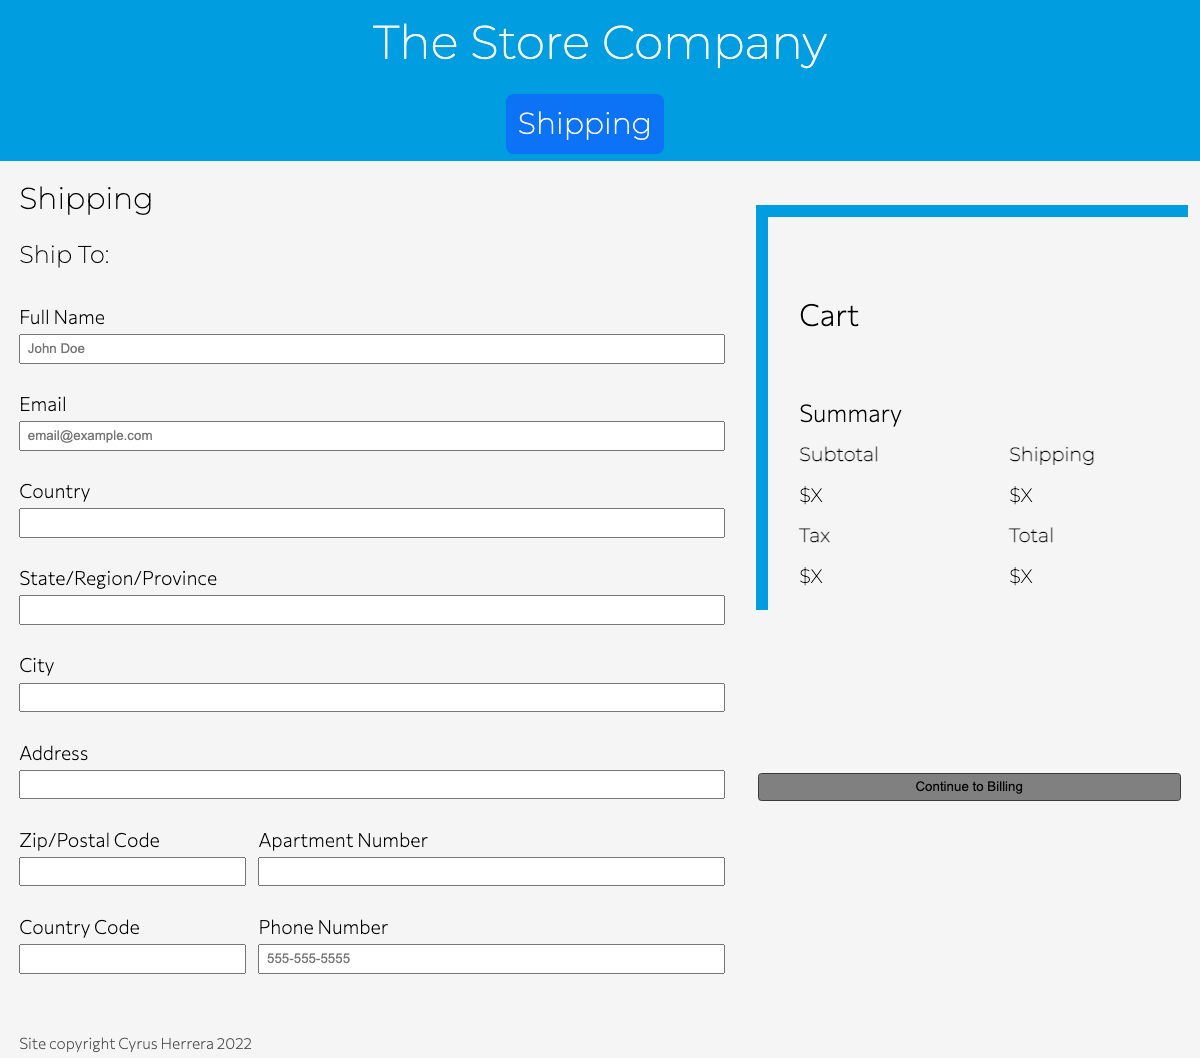 The Store Company
Shipping
Shipping
Ship To:
Full Name
John Doe
Email
email@example.com
Country
State/Region/Province
City
Address
Zip/Postal Code Apartment Number
Country Code Phone Number
555-555-5555
Cart
Summary
Subtotal Shipping
$X $X
Tax Total
$X $X
Continue to Billing
Site copyright Cyrus Herrera 2022